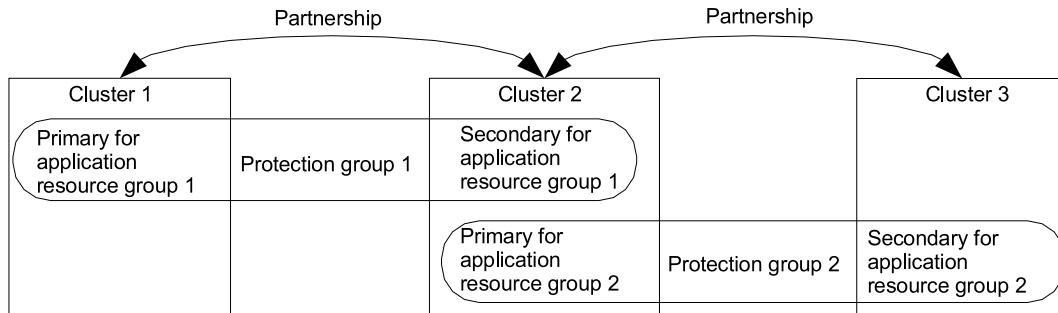 Partnership
Partnership
Cluster 1
Cluster 2
Cluster 3
Primary for
application
resource group 1
Protection group 1
Secondary for
application
resource group 1
Primary for
application
resource group 2
Protection group 2
Secondary for
application
resource group 2